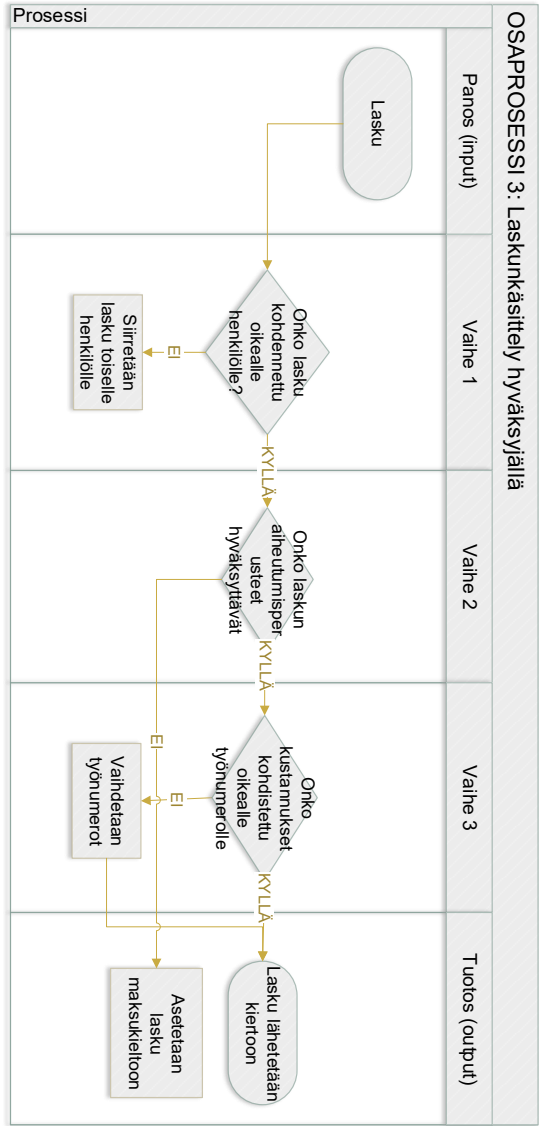 OSAPROSESSI 3: Laskunkäsittely hyväksyjällä
Prosessi
Panos (input)
Vaihe 1
Vaihe 2
Vaihe 3
Tuotos (output)
Lasku
Onko lasku
kohdennettu
oikealle
henkilölle?
EI
Siirretään
lasku toiselle
henkilölle
KYLLÄ
Onko laskun
aiheutumisper
usteet
hyväksyttävät
EI
KYLLÄ
Onko
kustannukset
kohdistettu
oikealle
työnumerolle
EI
Vaihdetaan
työnumerot
KYLLÄ
Lasku lähetetään
kiertoon
Asetetaan
lasku
maksukieltoon